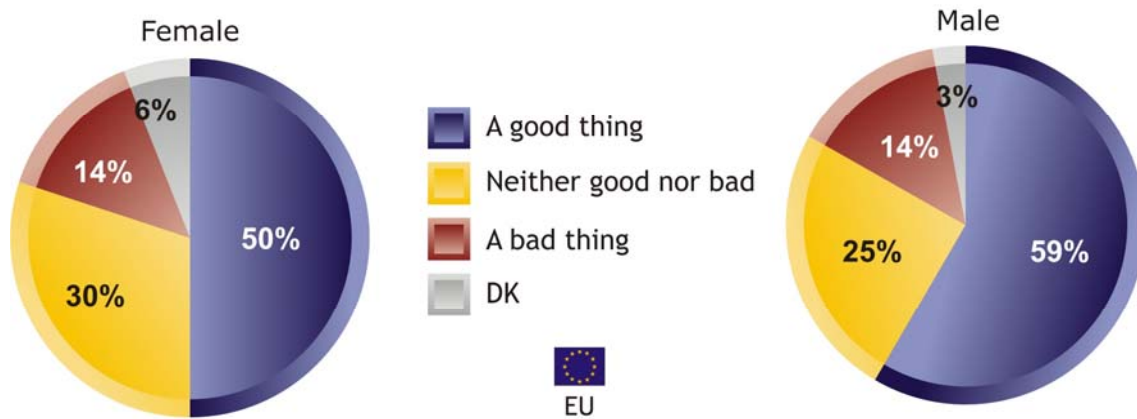 Female
6%
14%
50%
30%
A good thing
Neither good nor bad
A bad thing
DK
EU
Male
3%
14%
25%
59%